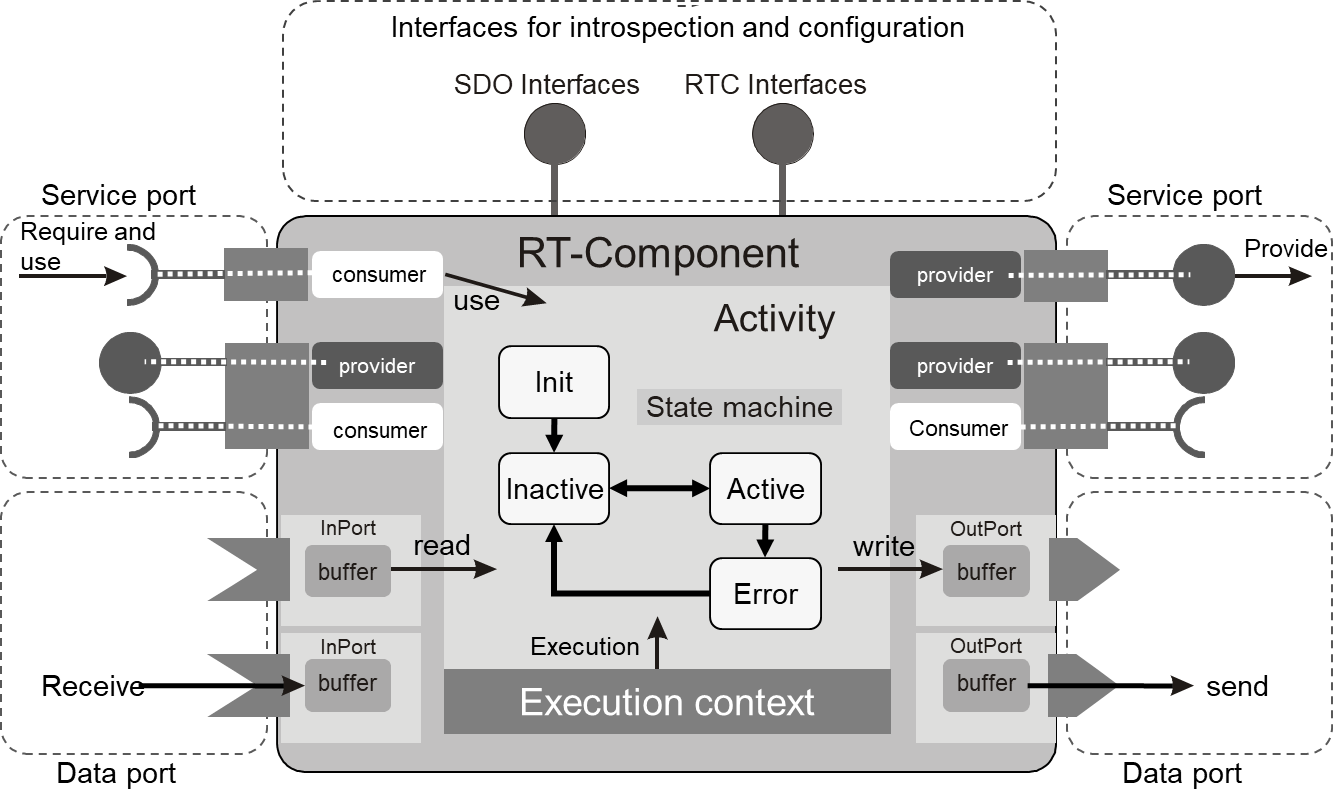 Interfaces for introspection and configuration
SDO Interfaces
RTC Interfaces
Service port
Service port
Require and
use
consumer
use
RT-Component
provider
Provide
Activity
provider
provider
Init
State machine
consumer
Consumer
Inactive
Active
InPort
buffer
read
write
OutPort
buffer
Error
Execution
InPort
buffer
Receive
OutPort
buffer
send
Execution context
Data port
Data port